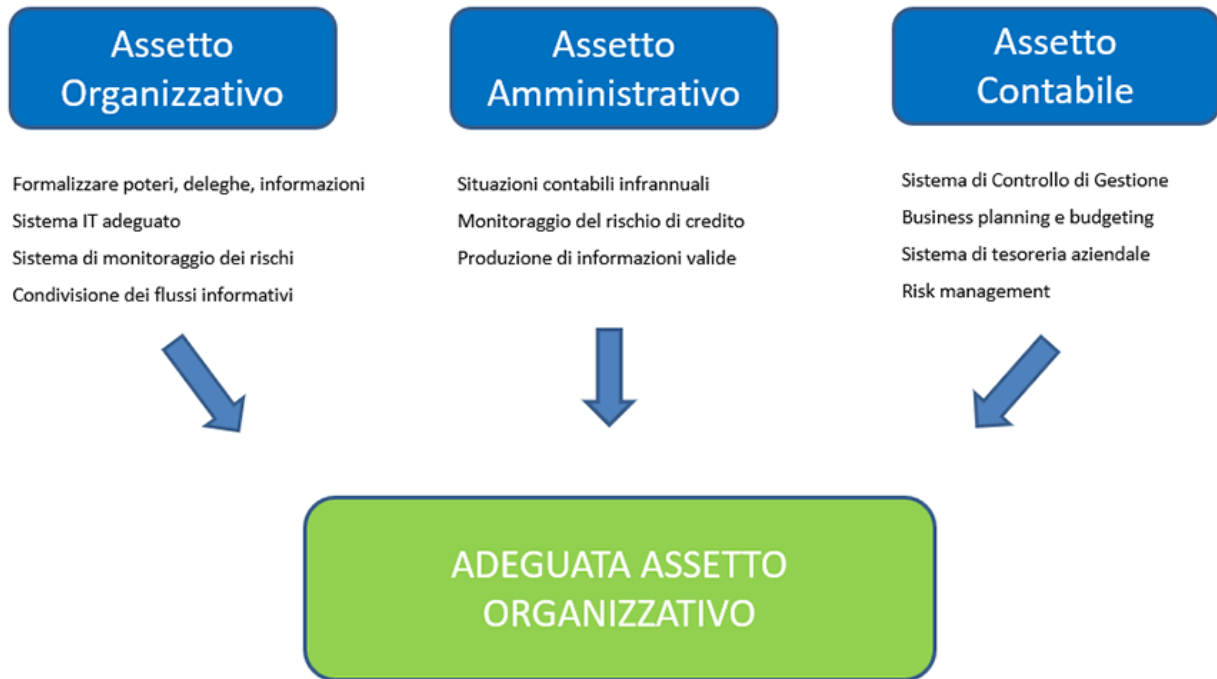 Assetto
Organizzativo
Formalizzare poteri, deleghe, informazioni
Sistema IT adeguato
Sistema di monitoraggio dei rischi
Condivisione dei flussi informativi
Assetto
Amministrativo
Situazioni contabili infrannuali
Monitoraggio del rischio di credito
Produzione di informazioni valide
Assetto
Contabile
Sistema di Controllo di Gestione
Business planning e budgeting
Sistema di tesoreria aziendale
Risk management
ADEGUATA ASSETTO
ORGANIZZATIVO